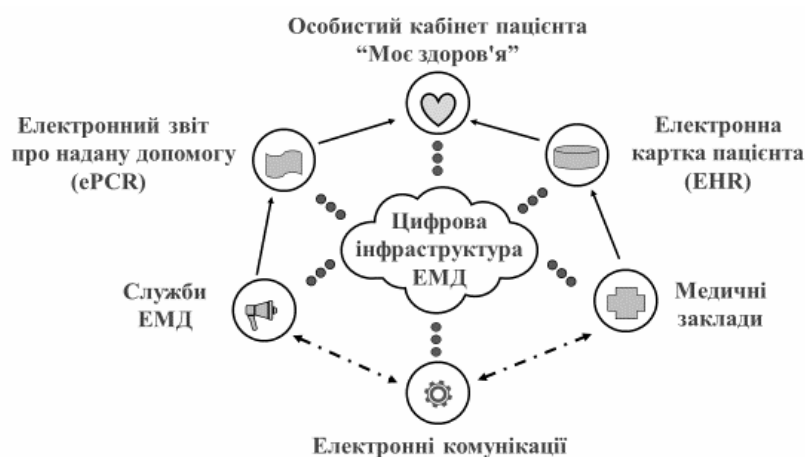 Особистий кабінет пацієнта
“Моє здоров'я”
Електронний звіт
про надану допомогу
(ePCR)
Електронна
картка пацієнта
(EHR)
Цифрова
інфраструктура
ЕМД
Служби
ЕМД
Медичні
заклади
Електронні комунікації